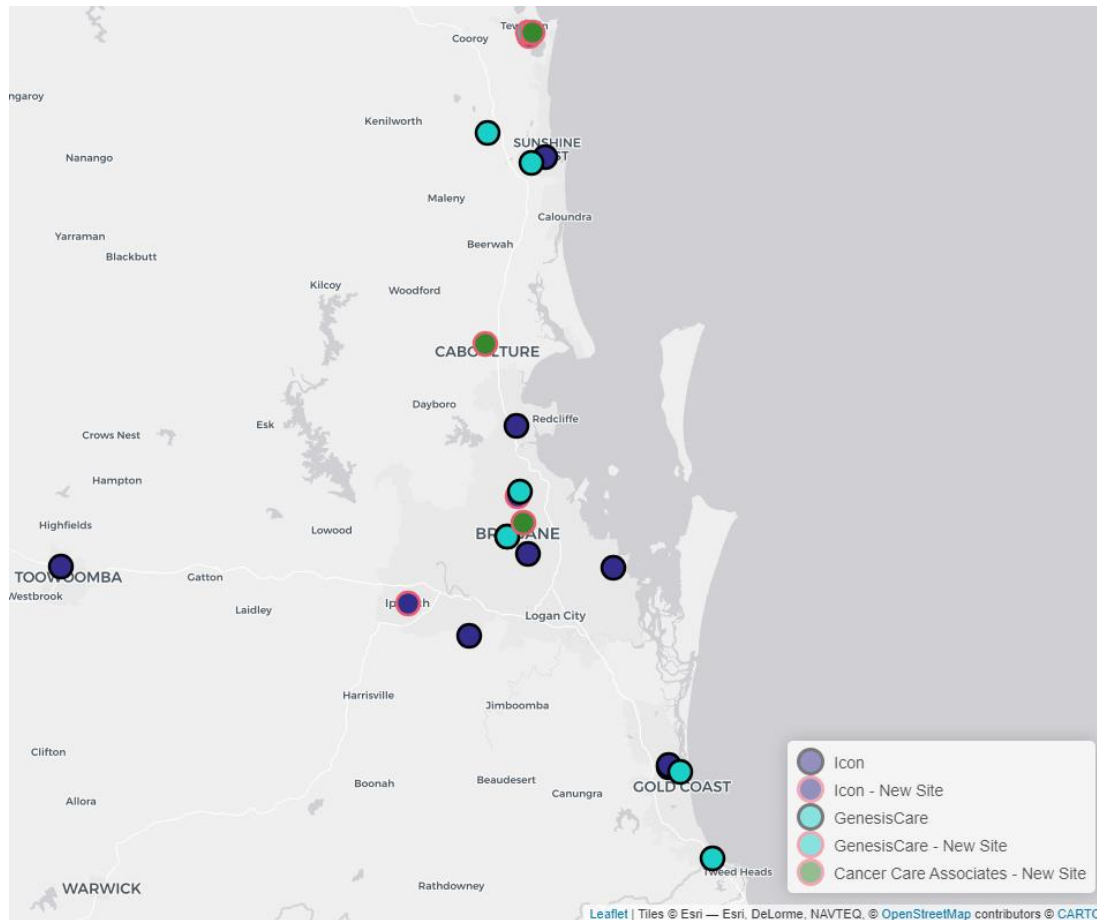 Cooroy
Kenilworth
SUNSHINE
Nanango
Maleny
Caloundra
Yarraman
Blackbutt
Beerwah
Kilcoy
Woodford
Dayboro
Redcliffe
Esk
Crows Nest
Hampton
Highfields
Lowood
TOOWOOMBA
Westbrook
Gatton
Laidley
Logan City
Harrisville
Jimboomba
Clifton
Boonah
Beaudesert
Canungra
GOLD COAST
Allora
Tweed Heads
WARWICK
Rathdowney
Icon
Icon - New Site
GenesisCare
GenesisCare - New Site
Cancer Care Associates - New Site
Leaflet | Tiles © Esri — Esri, DeLorme, NAVTEQ, © OpenStreetMap contributors © CARTO